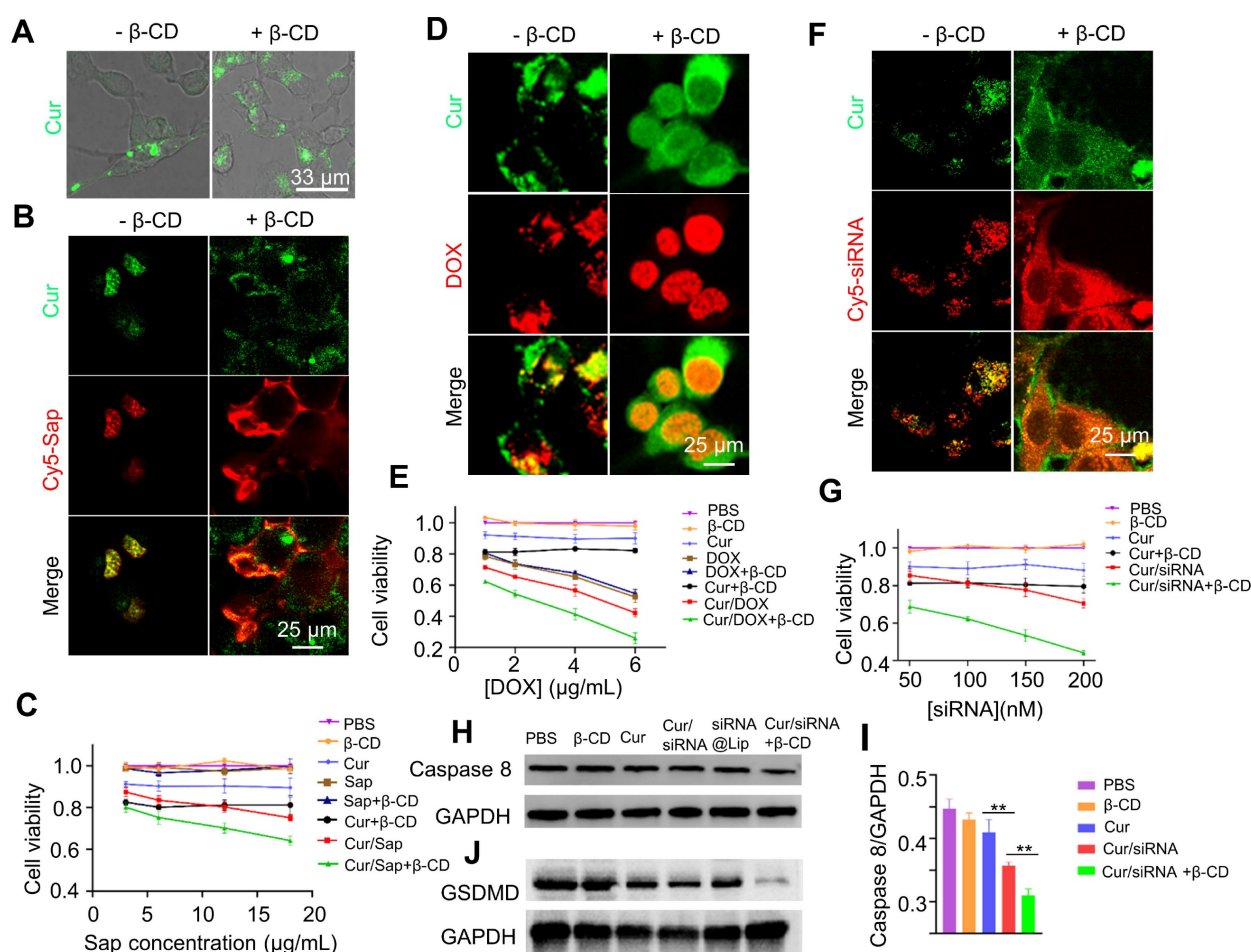 A
- β-CD
+ β-CD
Cur
33 µm
B
- β-CD
+ β-CD
Cur
Cy5-Sap
Merge
25 µm
C
PBS
β-CD
Cur
Sap
Sap+β-CD
Cur+β-CD
Cur/Sap
Cur/Sap+β-CD
Cell viability
1.0
0.8
0.6
0.4
0
5
10
15
20
Sap concentration (µg/mL)
D
- β-CD
+ β-CD
Cur
DOX
Merge
25 µm
E
PBS
β-CD
Cur
DOX
DOX+β-CD
Cur+β-CD
Cur/DOX
Cur/DOX+β-CD
Cell viability
1.0
0.8
0.6
0.4
0.2
0
2
4
6
[DOX] (µg/mL)
F
- β-CD
+ β-CD
Cur
Cy5-siRNA
Merge
25 µm
G
PBS
β-CD
Cur
Cur+β-CD
Cur/siRNA
Cur/siRNA+β-CD
Cell viability
1.0
0.8
0.6
0.4
50
100
150
200
[siRNA](nM)
H
PBS
β-CD
Cur
Cur/
siRNA
siRNA
@Lip
Cur/siRNA
+β-CD
Caspase 8
GAPDH
J
GSDMD
GAPDH
I
Caspase 8/GAPDH
0.5
0.4
0.3
**
**
PBS
β-CD
Cur
Cur/siRNA
Cur/siRNA +β-CD